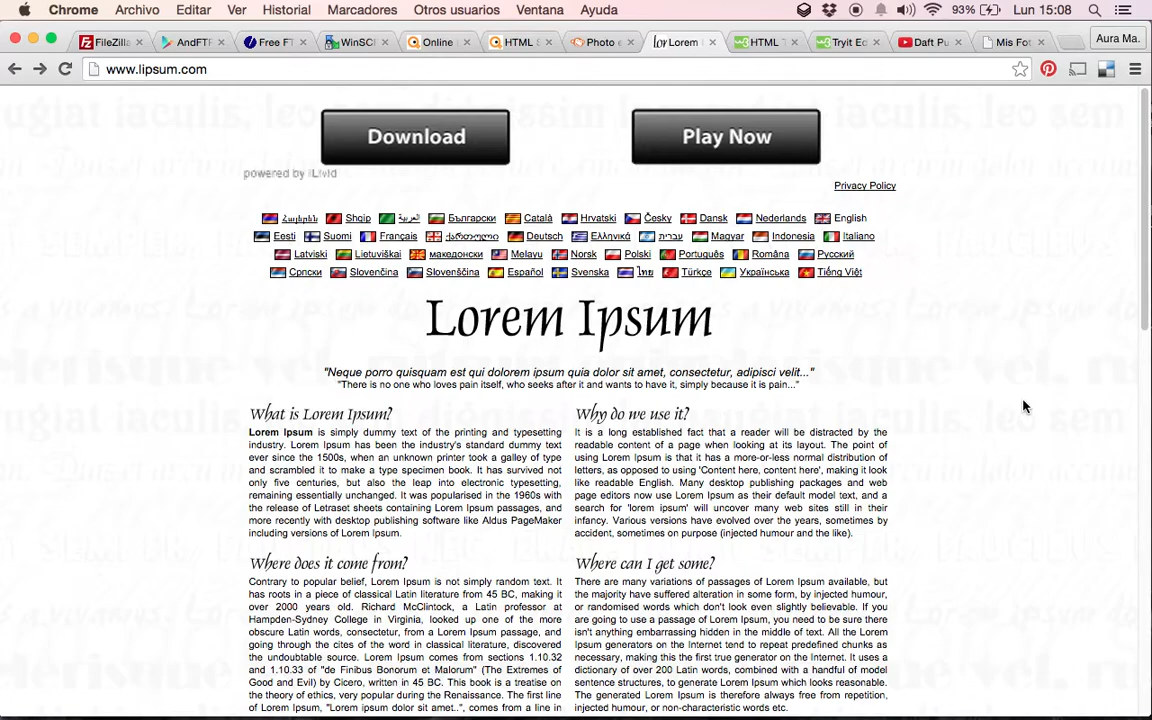 Chrome Archivo Editar Ver Historial Marcadores Otros usuarios Ventana Ayuda 93% Lun 15:08
FileZilla AndFTP Free FT WinSC Online HTML S Photo e Lorem HTML T Tryit Ed Daft Pu Mis Fot Aura Ma.
www.lipsum.com
Download Play Now
powered by iLivid
Privacy Policy
Հայերեն Shqip العربية Български Català Hrvatski Česky Dansk Nederlands English
Eesti Suomi Français ქართული Deutsch Ελληνικά עברית Magyar Indonesia Italiano
Latviski Lietuviškai македонски Melayu Norsk Polski Português Româna Русский
Српски Slovenčina Slovenščina Español Svenska ไทย Türkçe Українська Tiếng Việt
Lorem Ipsum
"Neque porro quisquam est qui dolorem ipsum quia dolor sit amet, consectetur, adipisci velit..."
"There is no one who loves pain itself, who seeks after it and wants to have it, simply because it is pain..."
What is Lorem Ipsum?
Lorem Ipsum is simply dummy text of the printing and typesetting
industry. Lorem Ipsum has been the industry's standard dummy text
ever since the 1500s, when an unknown printer took a galley of type
and scrambled it to make a type specimen book. It has survived not
only five centuries, but also the leap into electronic typesetting,
remaining essentially unchanged. It was popularised in the 1960s with
the release of Letraset sheets containing Lorem Ipsum passages, and
more recently with desktop publishing software like Aldus PageMaker
including versions of Lorem Ipsum.
Why do we use it?
It is a long established fact that a reader will be distracted by the
readable content of a page when looking at its layout. The point of
using Lorem Ipsum is that it has a more-or-less normal distribution of
letters, as opposed to using 'Content here, content here', making it look
like readable English. Many desktop publishing packages and web
page editors now use Lorem Ipsum as their default model text, and a
search for 'lorem ipsum' will uncover many web sites still in their
infancy. Various versions have evolved over the years, sometimes by
accident, sometimes on purpose (injected humour and the like).
Where does it come from?
Contrary to popular belief, Lorem Ipsum is not simply random text. It
has roots in a piece of classical Latin literature from 45 BC, making it
over 2000 years old. Richard McClintock, a Latin professor at
Hampden-Sydney College in Virginia, looked up one of the more
obscure Latin words, consectetur, from a Lorem Ipsum passage, and
going through the cites of the word in classical literature, discovered
the undoubtable source. Lorem Ipsum comes from sections 1.10.32
and 1.10.33 of "de Finibus Bonorum et Malorum" (The Extremes of
Good and Evil) by Cicero, written in 45 BC. This book is a treatise on
the theory of ethics, very popular during the Renaissance. The first line
of Lorem Ipsum, "Lorem ipsum dolor sit amet..", comes from a line in
Where can I get some?
There are many variations of passages of Lorem Ipsum available, but
the majority have suffered alteration in some form, by injected humour,
or randomised words which don't look even slightly believable. If you
are going to use a passage of Lorem Ipsum, you need to be sure there
isn't anything embarrassing hidden in the middle of text. All the Lorem
Ipsum generators on the Internet tend to repeat predefined chunks as
necessary, making this the first true generator on the Internet. It uses a
dictionary of over 200 Latin words, combined with a handful of model
sentence structures, to generate Lorem Ipsum which looks reasonable.
The generated Lorem Ipsum is therefore always free from repetition,
injected humour, or non-characteristic words etc.